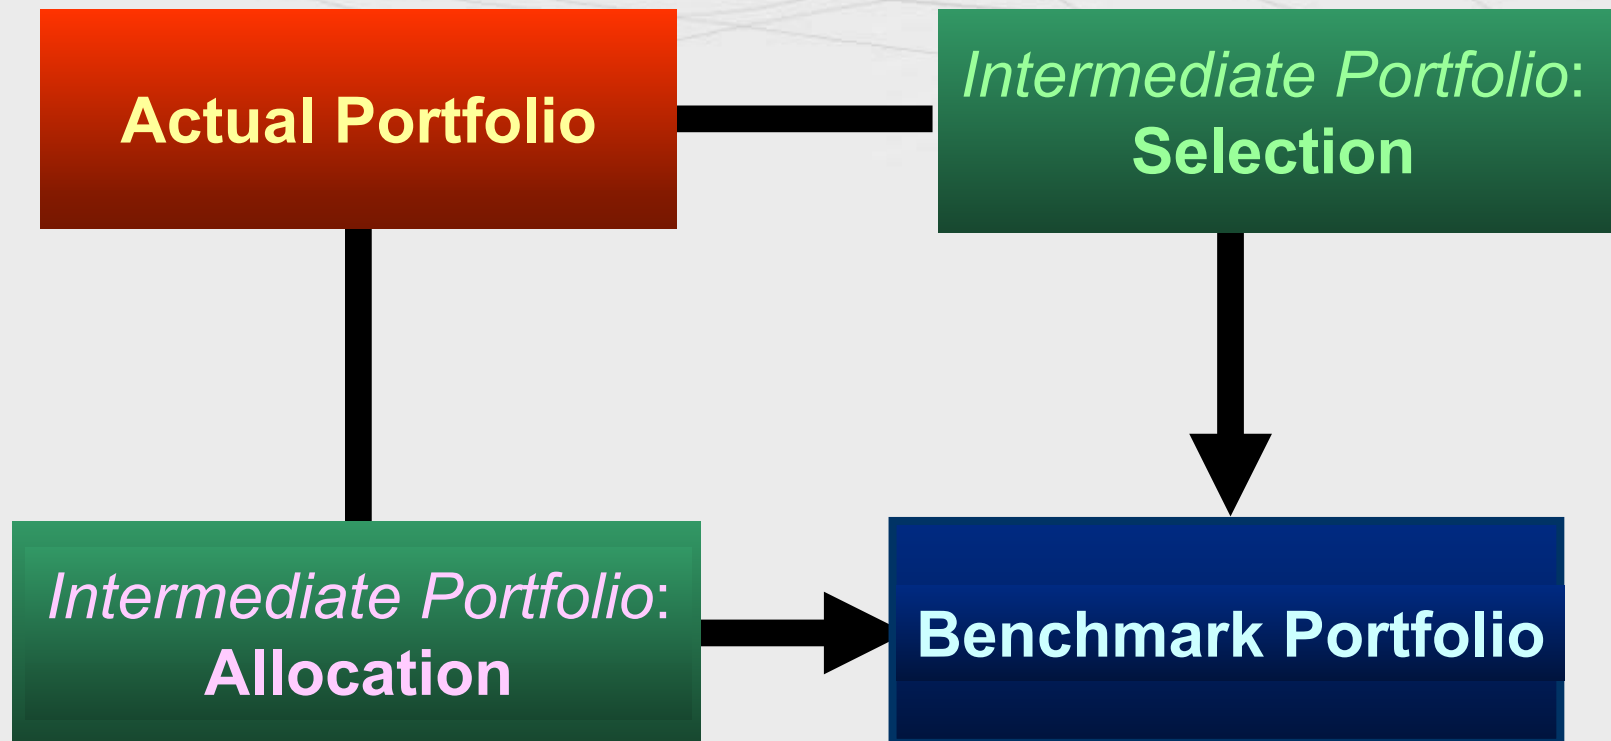 Actual Portfolio
Intermediate Portfolio:
Selection
Intermediate Portfolio:
Allocation
Benchmark Portfolio